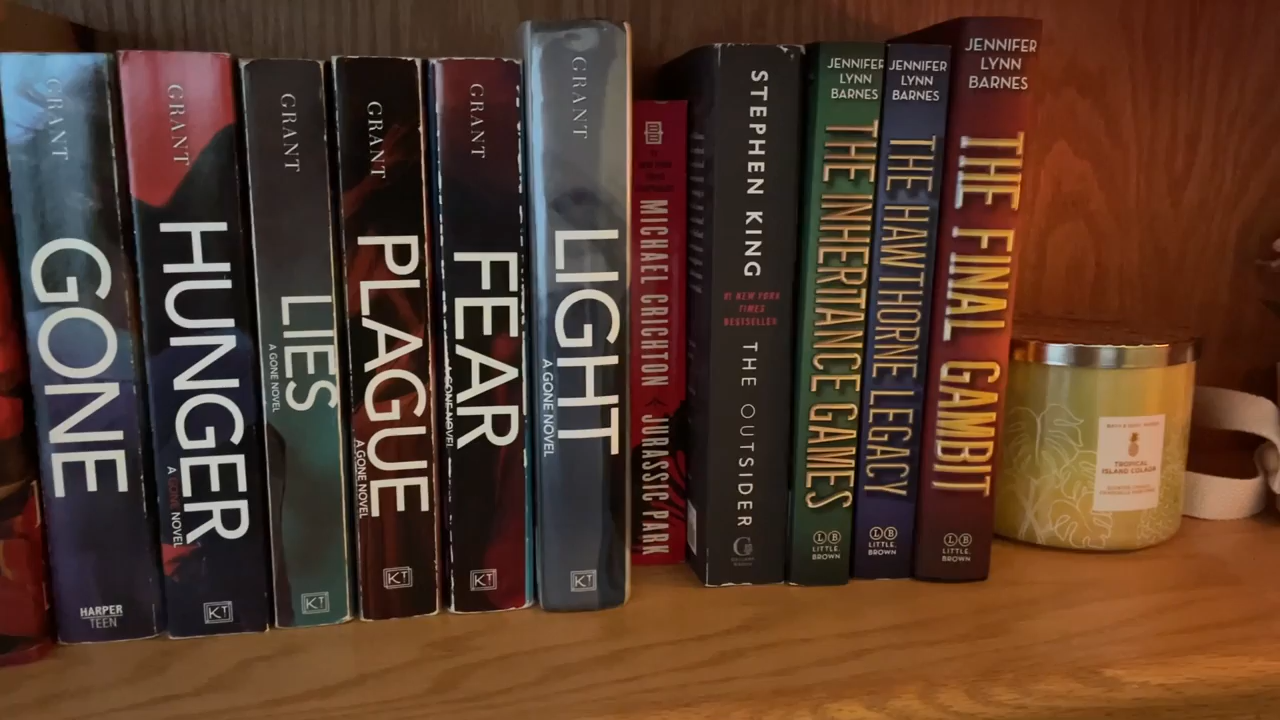 GRANT
GONE
HARPER
TEEN
GRANT
HUNGER
A GONE NOVEL
KT
GRANT
LIES
A GONE NOVEL
KT
GRANT
PLAGUE
A GONE NOVEL
KT
GRANT
FEAR
A GONE NOVEL
KT
GRANT
LIGHT
A GONE NOVEL
KT
MICHAEL CRICHTON
JURASSIC PARK
STEPHEN KING
#1 NEW YORK
TIMES
BESTSELLER
THE OUTSIDER
G
JENNIFER
LYNN
BARNES
THE INHERITANCE GAMES
LB
LITTLE,
BROWN
JENNIFER
LYNN
BARNES
THE HAWTHORNE LEGACY
LB
LITTLE,
BROWN
JENNIFER
LYNN
BARNES
THE FINAL GAMBIT
LB
LITTLE,
BROWN
BATH & BODY WORKS
TROPICAL
ISLAND COLADA